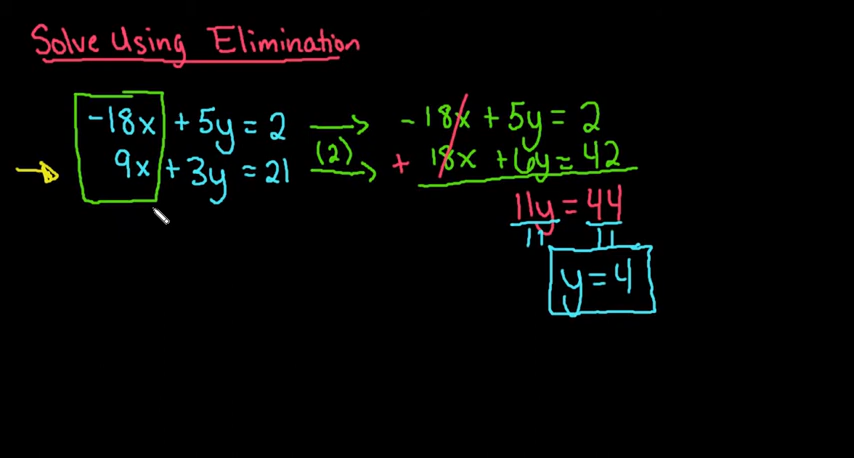 Solve Using Elimination
-18x + 5y = 2
9x + 3y = 21
(2)
-18x + 5y = 2
+ 18x + 6y = 42
11y = 44
11 11
y = 4